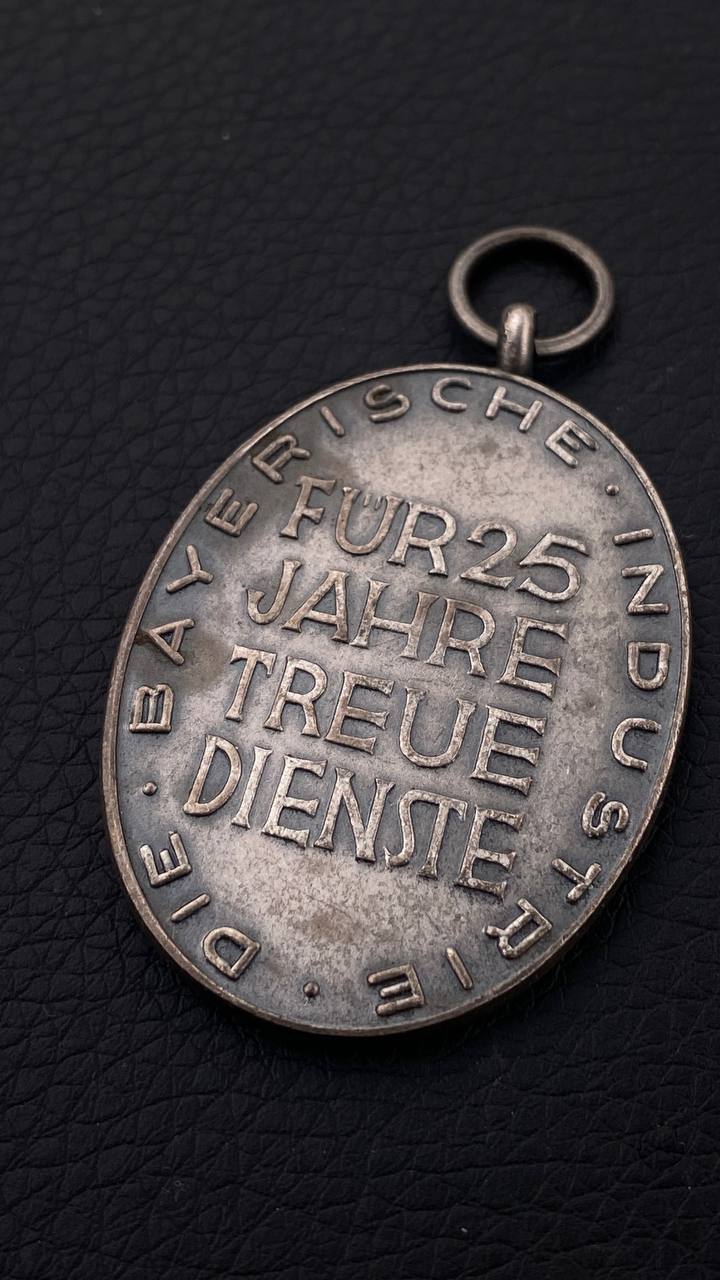 DIE · BAYERISCHE · INDUSTRIE ·
FÜR 25
JAHRE
TREUE
DIENSTE